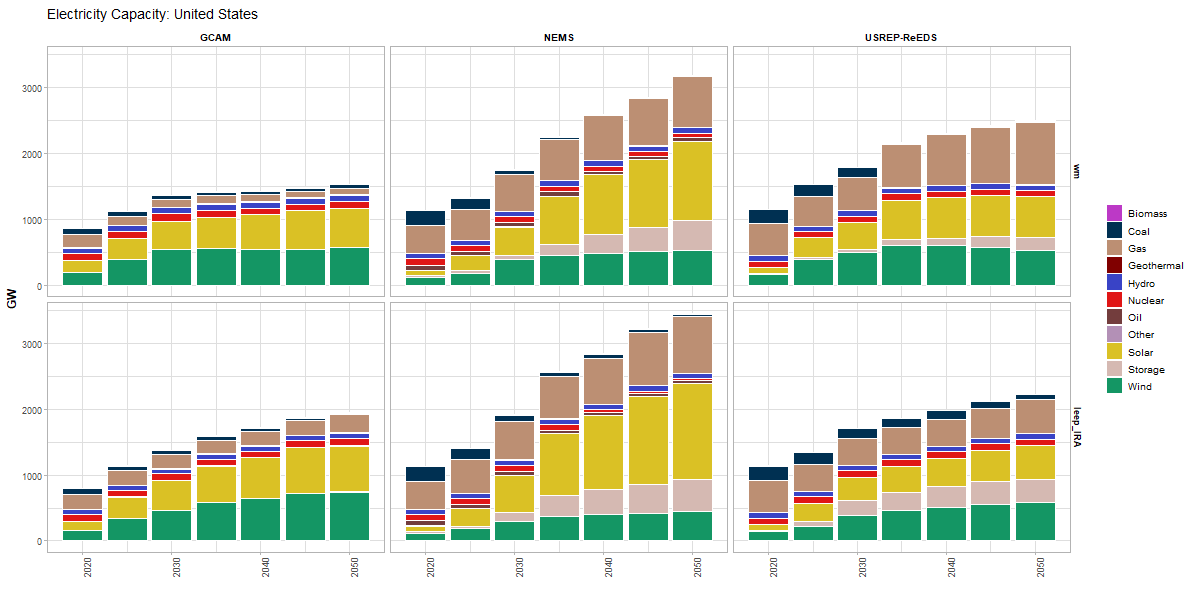 Electricity Capacity: United States
GCAM
NEMS
USREP-ReEDS
3000
2000
1000
0
wm
GW
3000
2000
1000
0
leep_IRA
2020
2030
2040
2050
2020
2030
2040
2050
2020
2030
2040
2050
Biomass
Coal
Gas
Geothermal
Hydro
Nuclear
Oil
Other
Solar
Storage
Wind